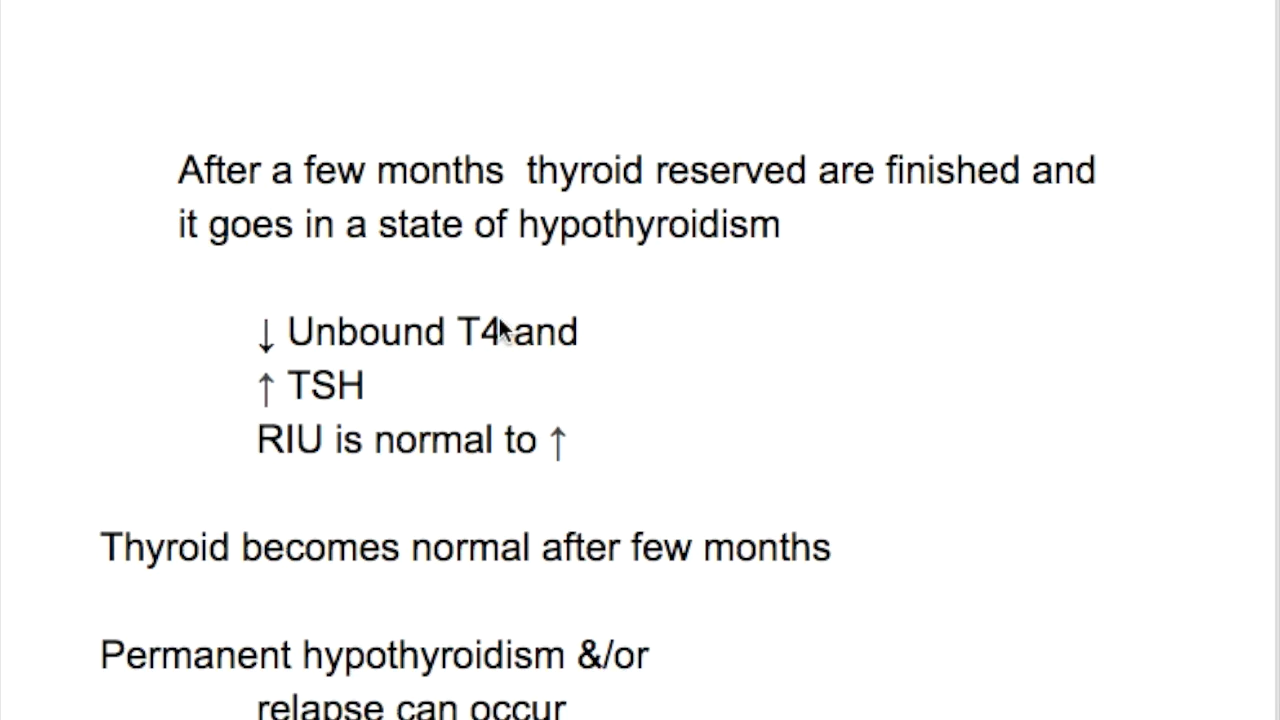 After a few months thyroid reserved are finished and
it goes in a state of hypothyroidism
↓ Unbound T4 and
↑ TSH
RIU is normal to ↑
Thyroid becomes normal after few months
Permanent hypothyroidism &/or
relapse can occur